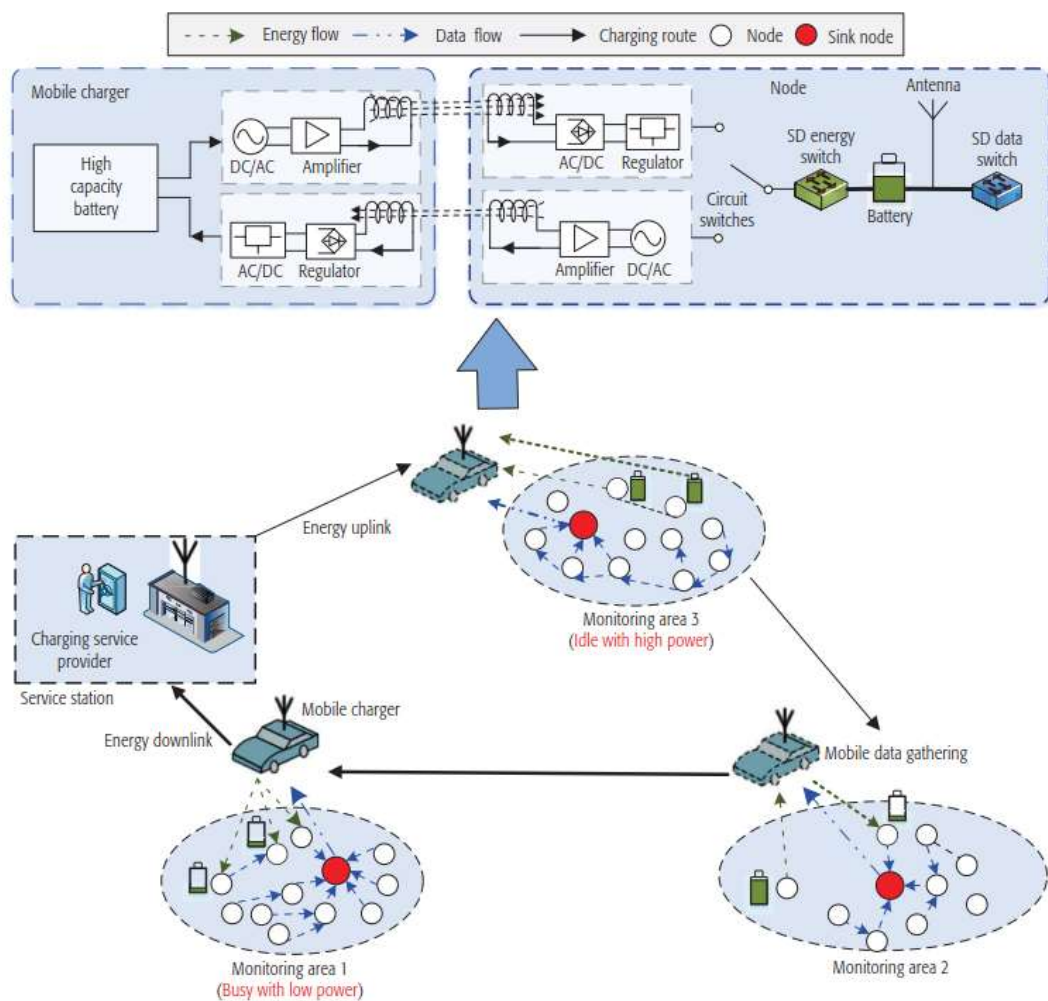 Energy flow
Data flow
Charging route
Node
Sink node
Mobile charger
High
capacity
battery
DC/AC
Amplifier
AC/DC
Regulator
AC/DC
Regulator
Amplifier
DC/AC
Node
Antenna
SD energy
switch
SD data
switch
Circuit
switches
Battery
Energy uplink
Monitoring area 3
(Idle with high power)
Charging service
provider
Service station
Energy downlink
Mobile charger
Mobile data gathering
Monitoring area 1
(Busy with low power)
Monitoring area 2